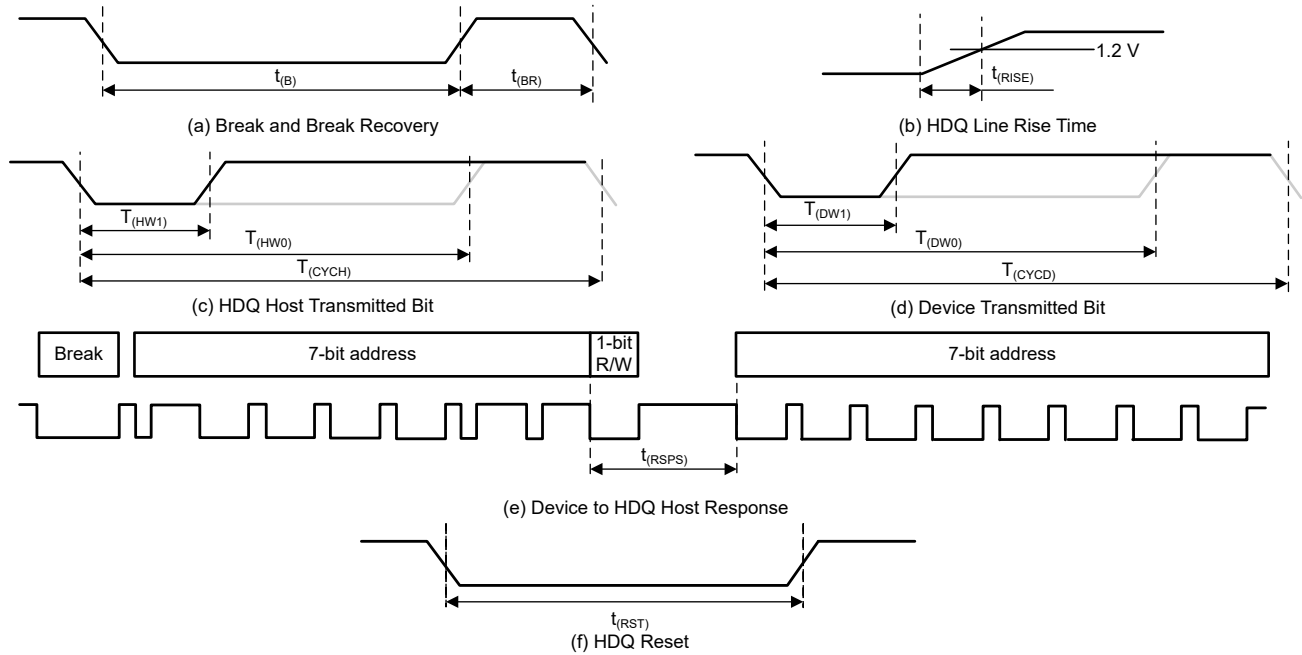 t(B)
t(BR)
(a) Break and Break Recovery
1.2 V
t(RISE)
(b) HDQ Line Rise Time
T(HW1)
T(HW0)
T(CYCH)
(c) HDQ Host Transmitted Bit
T(DW1)
T(DW0)
T(CYCD)
(d) Device Transmitted Bit
Break
7-bit address
1-bit
R/W
7-bit address
t(RSPS)
(e) Device to HDQ Host Response
t(RST)
(f) HDQ Reset